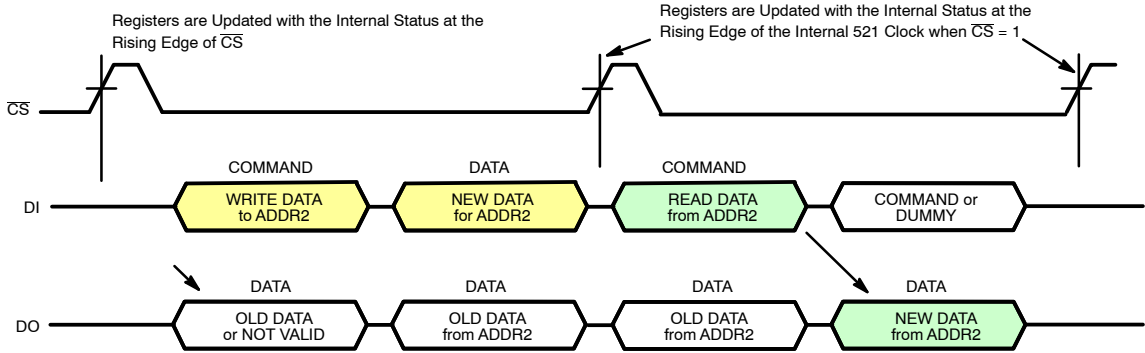 Registers are Updated with the Internal Status at the
Rising Edge of C̅S̅
Registers are Updated with the Internal Status at the
Rising Edge of the Internal 521 Clock when C̅S̅ = 1
C̅S̅
COMMAND
DATA
COMMAND
DI
WRITE DATA
to ADDR2
NEW DATA
for ADDR2
READ DATA
from ADDR2
COMMAND or
DUMMY
DATA
DATA
DATA
DATA
DO
OLD DATA
or NOT VALID
OLD DATA
from ADDR2
OLD DATA
from ADDR2
NEW DATA
from ADDR2